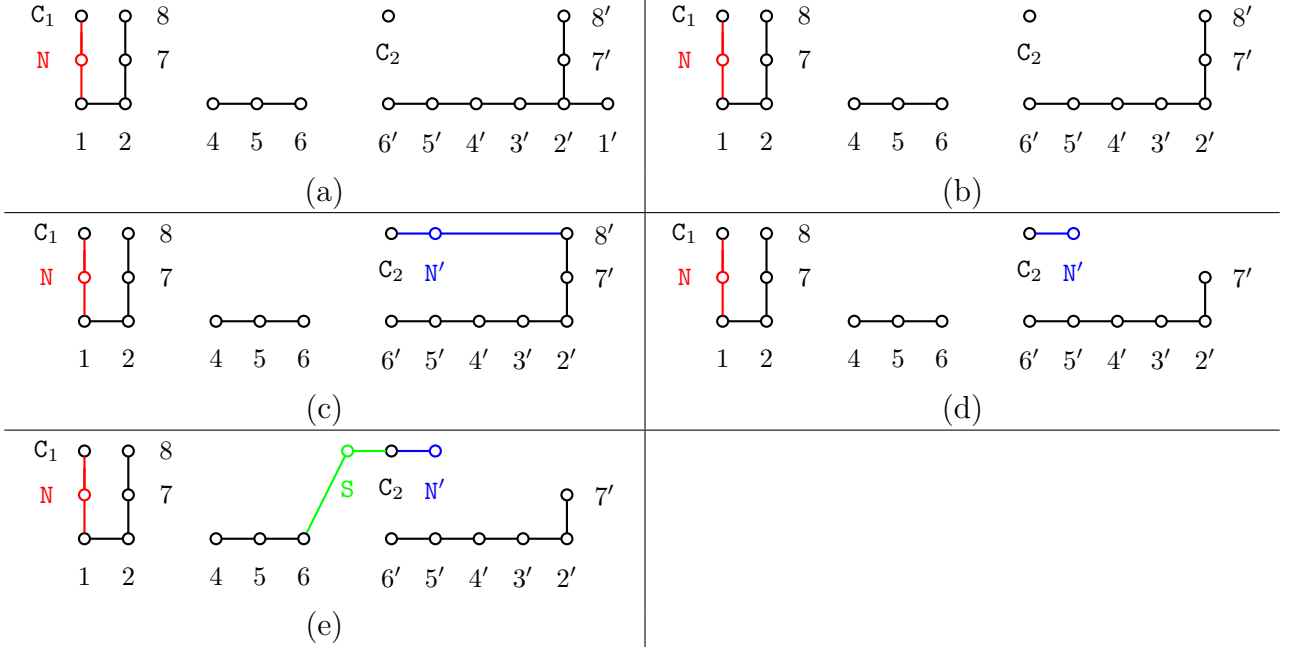 C₁ 8 C₂ 8′
N 7 7′
1 2 4 5 6 6′ 5′ 4′ 3′ 2′ 1′
(a)
C₁ 8 C₂ 8′
N 7 7′
1 2 4 5 6 6′ 5′ 4′ 3′ 2′
(b)
C₁ 8 8′
N 7 C₂ N′ 7′
1 2 4 5 6 6′ 5′ 4′ 3′ 2′
(c)
C₁ 8
N 7 C₂ N′ 7′
1 2 4 5 6 6′ 5′ 4′ 3′ 2′
(d)
C₁ 8
N 7 S C₂ N′ 7′
1 2 4 5 6 6′ 5′ 4′ 3′ 2′
(e)